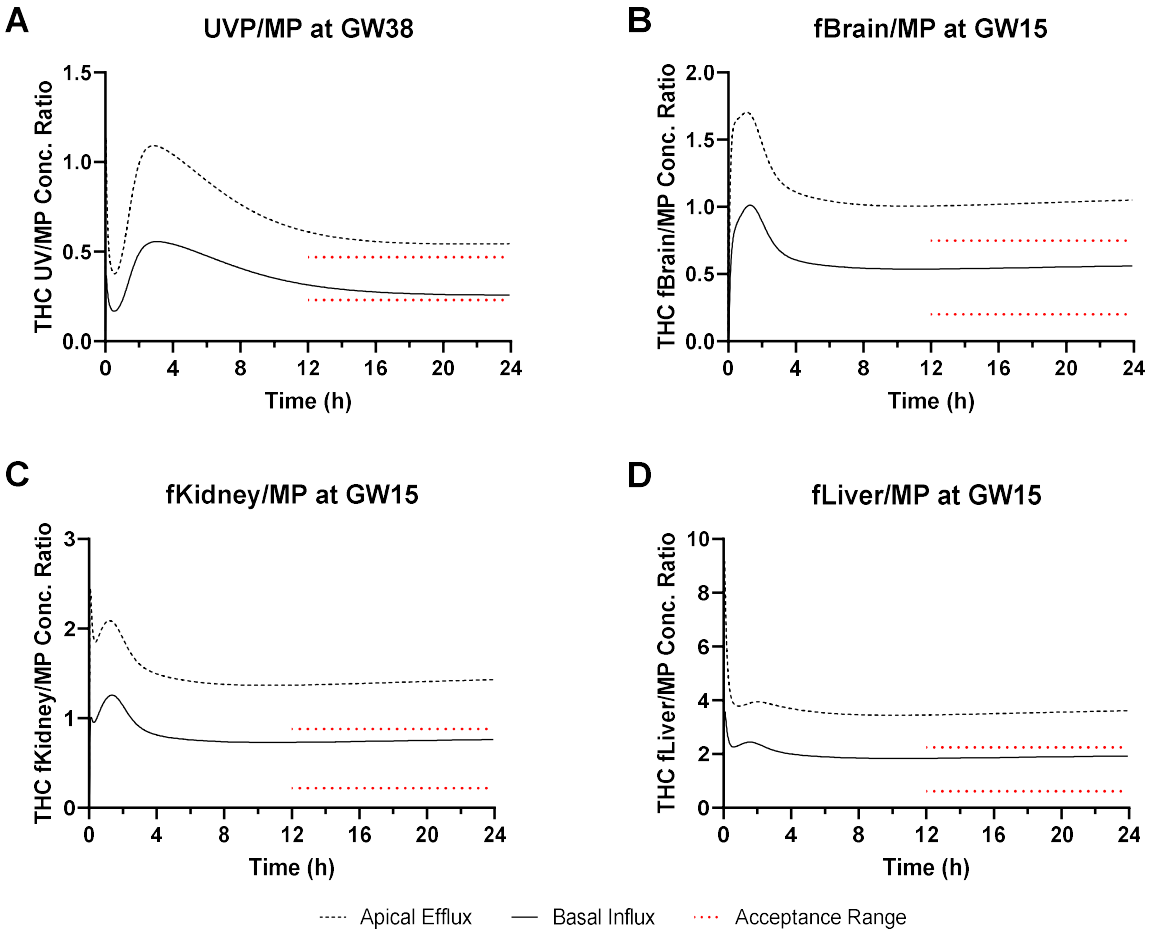 A
UVP/MP at GW38
THC UV/MP Conc. Ratio
1.5
1.0
0.5
0.0
0 4 8 12 16 20 24
Time (h)
B
fBrain/MP at GW15
THC fBrain/MP Conc. Ratio
2.0
1.5
1.0
0.5
0.0
0 4 8 12 16 20 24
Time (h)
C
fKidney/MP at GW15
THC fKidney/MP Conc. Ratio
3
2
1
0
0 4 8 12 16 20 24
Time (h)
D
fLiver/MP at GW15
THC fLiver/MP Conc. Ratio
10
8
6
4
2
0
0 4 8 12 16 20 24
Time (h)
Apical Efflux Basal Influx Acceptance Range